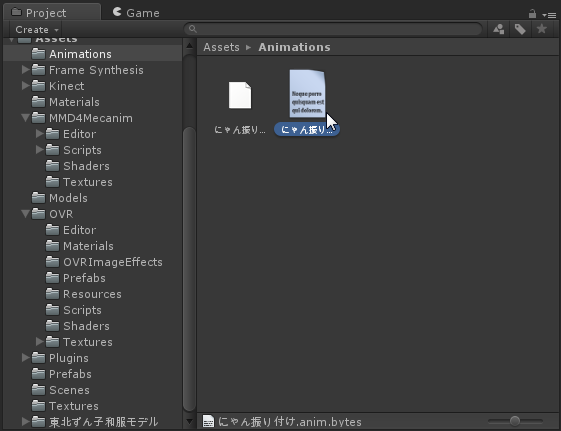 Project
Game
Create
Assets
Animations
Frame Synthesis
Kinect
Materials
MMD4Mecanim
Editor
Scripts
Shaders
Textures
Models
OVR
Editor
Materials
OVRImageEffects
Prefabs
Resources
Scripts
Shaders
Textures
Plugins
Prefabs
Scenes
Textures
東北ずん子和服モデル
Assets ▸ Animations
Neque porro
quisquam est
qui dolorem,
にゃん振り...
にゃん振り...
にゃん振り付け.anim.bytes